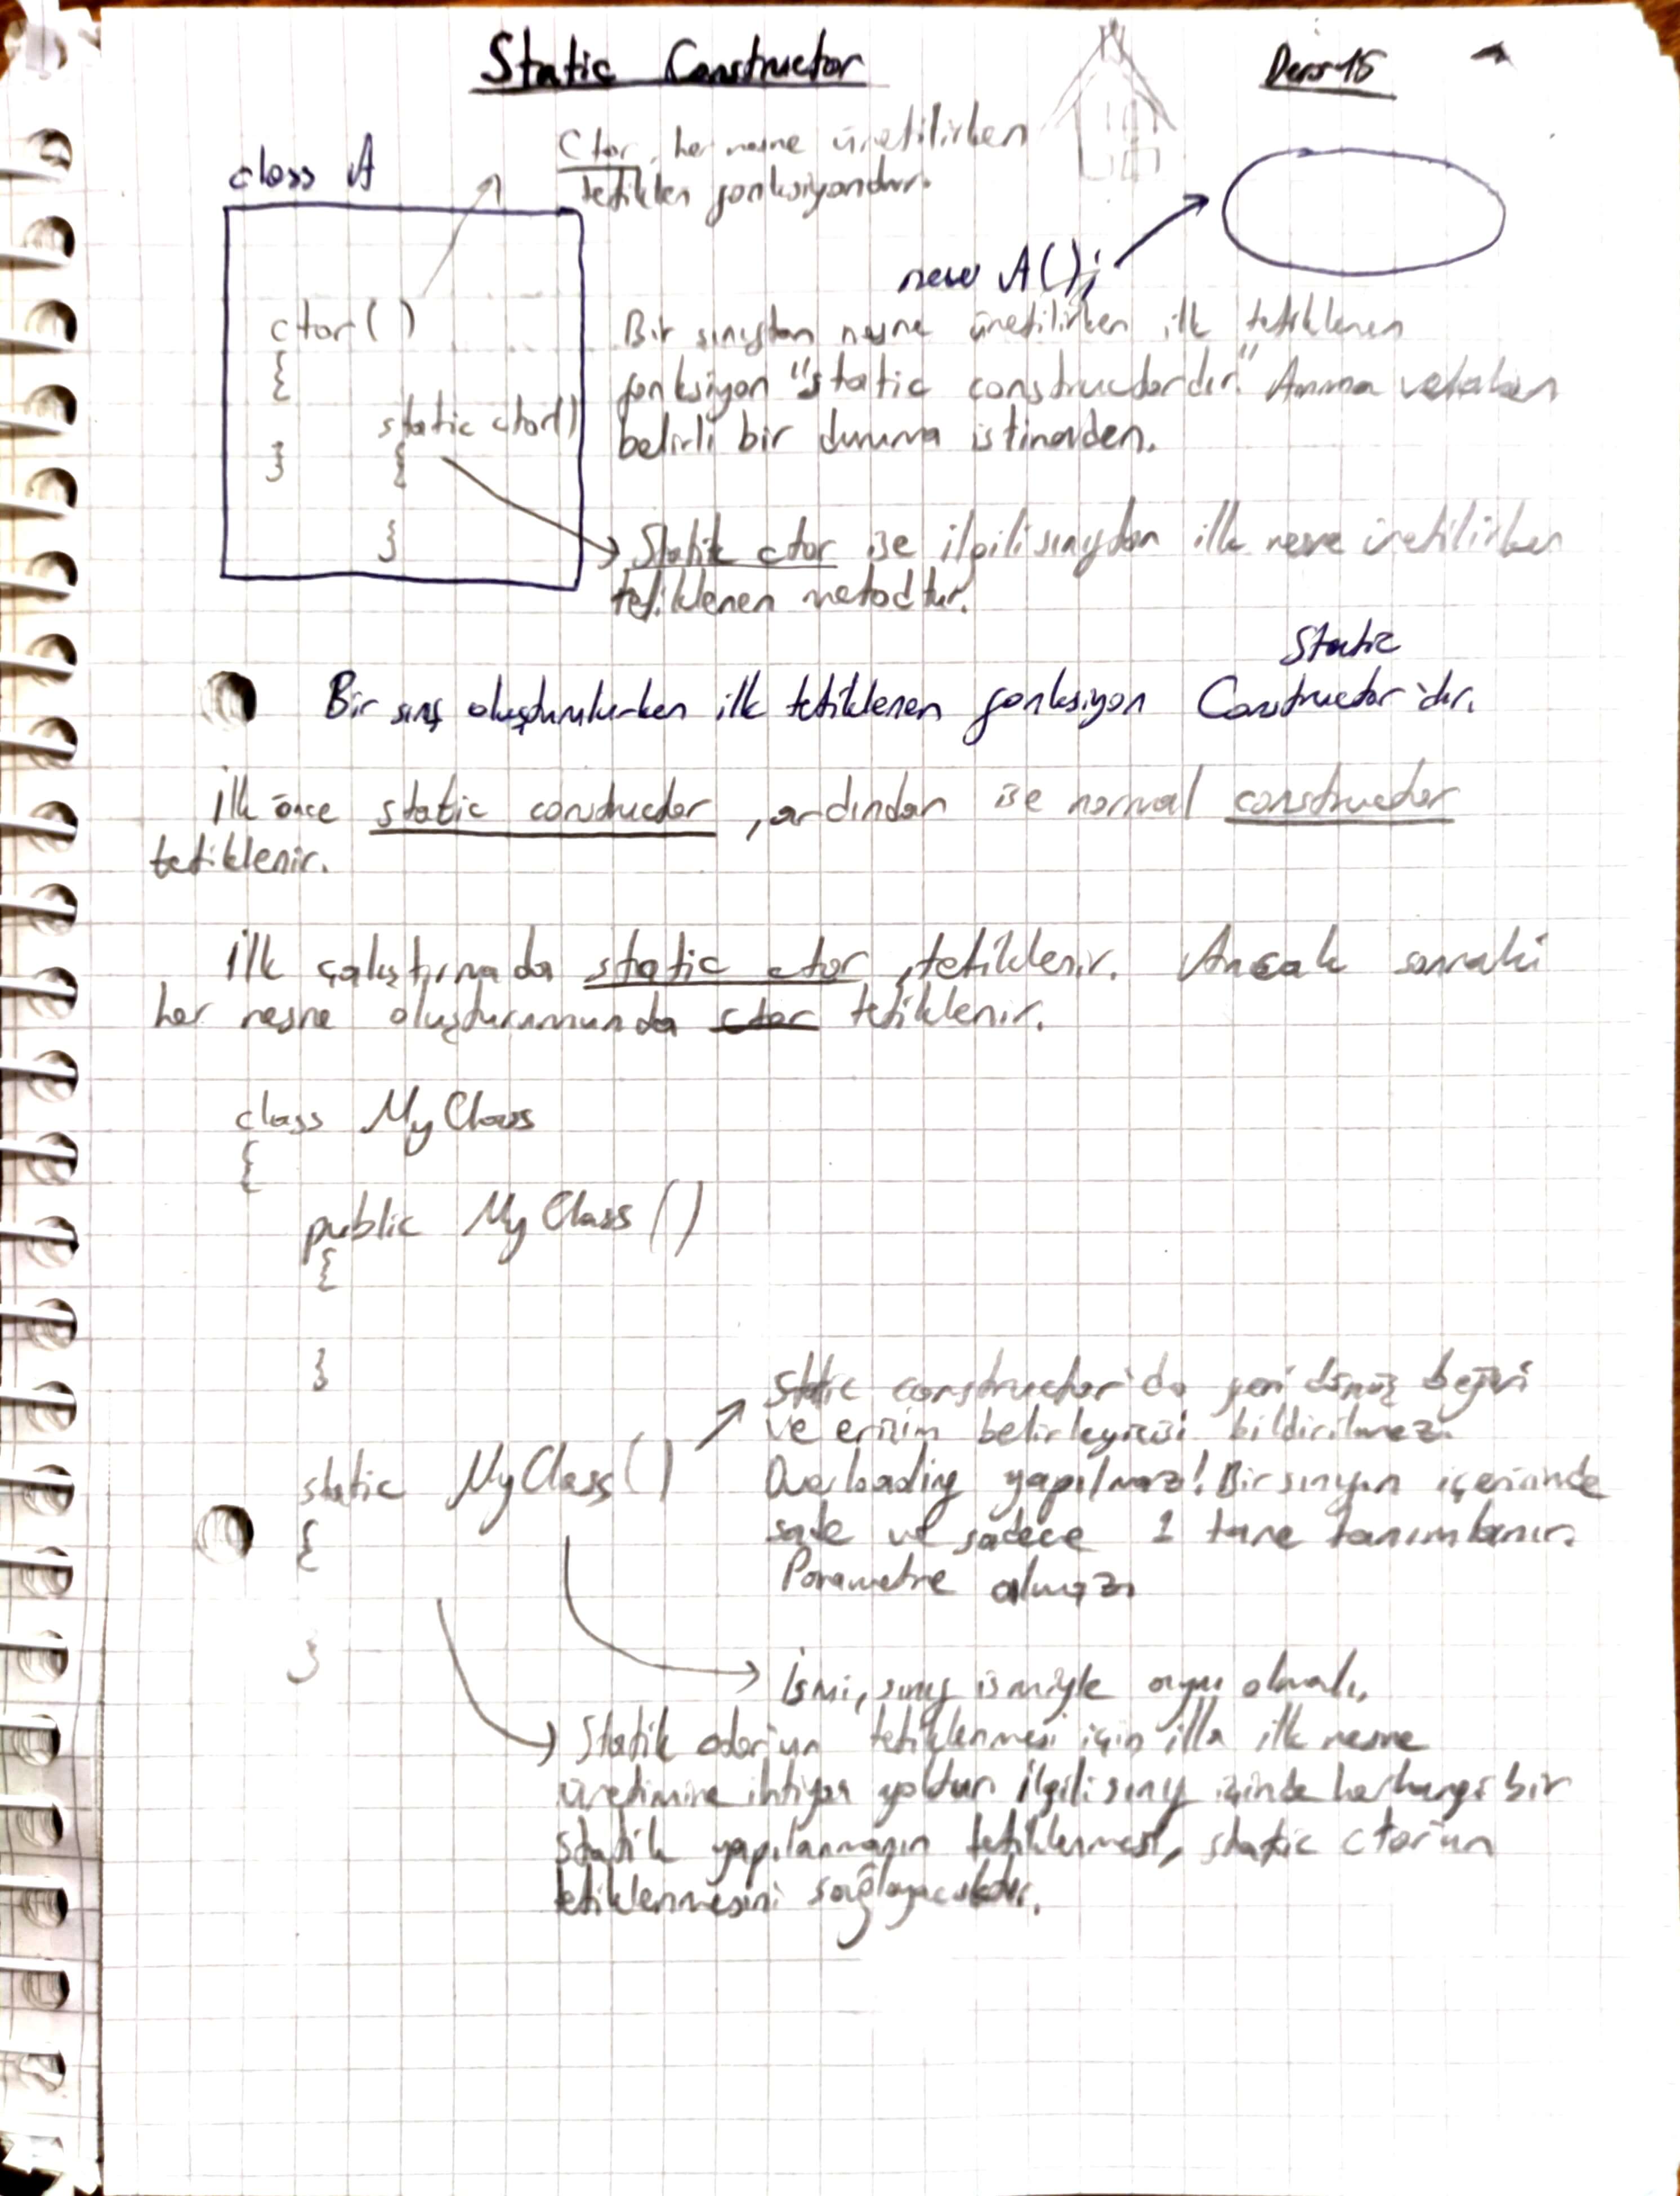 Static Constructor
Ders 15
class A
Ctor, her nesne üretilirken
tetiklen fonksiyondur.
new A();
ctor()
{
}
static ctor()
{
}
Bir sınıftan nesne üretilirken ilk tetiklenen
fonksiyon "static constructordır." Amma velakin
belirli bir duruma istinaden.
Statik ctor ise ilgili sınıftan ilk nesne üretilirken
tetiklenen metodtur.
Static
Bir sınıf oluşturulurken ilk tetiklenen fonksiyon Constructor'dır.
İlk önce static constructor, ardından ise normal constructor
tetiklenir.
İlk çalıştırmada static ctor tetiklenir. Ancak sonraki
her nesne oluşturumunda ctor tetiklenir.
class MyClass
{
public MyClass()
{
}
static MyClass()
{
}
Static constructor'da geri dönüş değeri
ve erişim belirleyicisi bildirilmez.
Overloading yapılmaz! Bir sınıfın içerisinde
sade ve sadece 1 tane tanımlanır.
Parametre almaz.
İsmi, sınıf ismiyle aynı olmalı.
Statik ctor'un tetiklenmesi için illa ilk nesne
üretimine ihtiyaç yoktur. İlgili sınıf içinde herhangi bir
statik yapılanmanın tetiklenmesi, static ctor'un
tetiklenmesini sağlayacaktır.